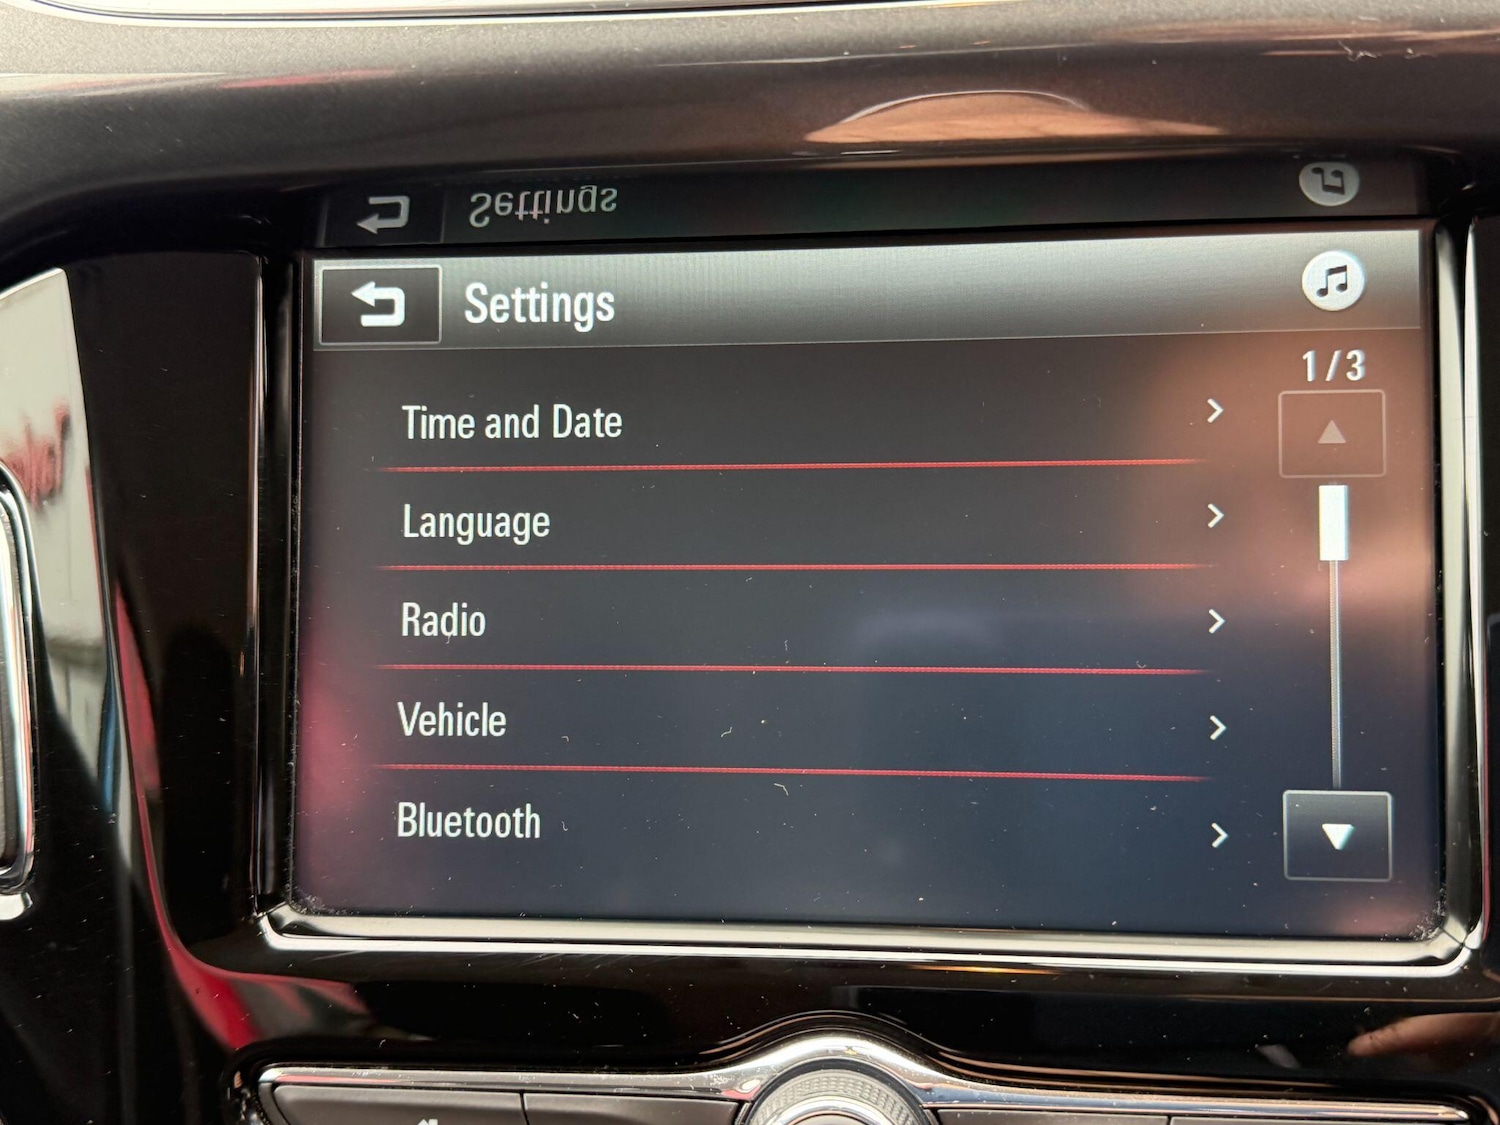 Settings
1/3
Time and Date
Language
Radio
Vehicle
Bluetooth